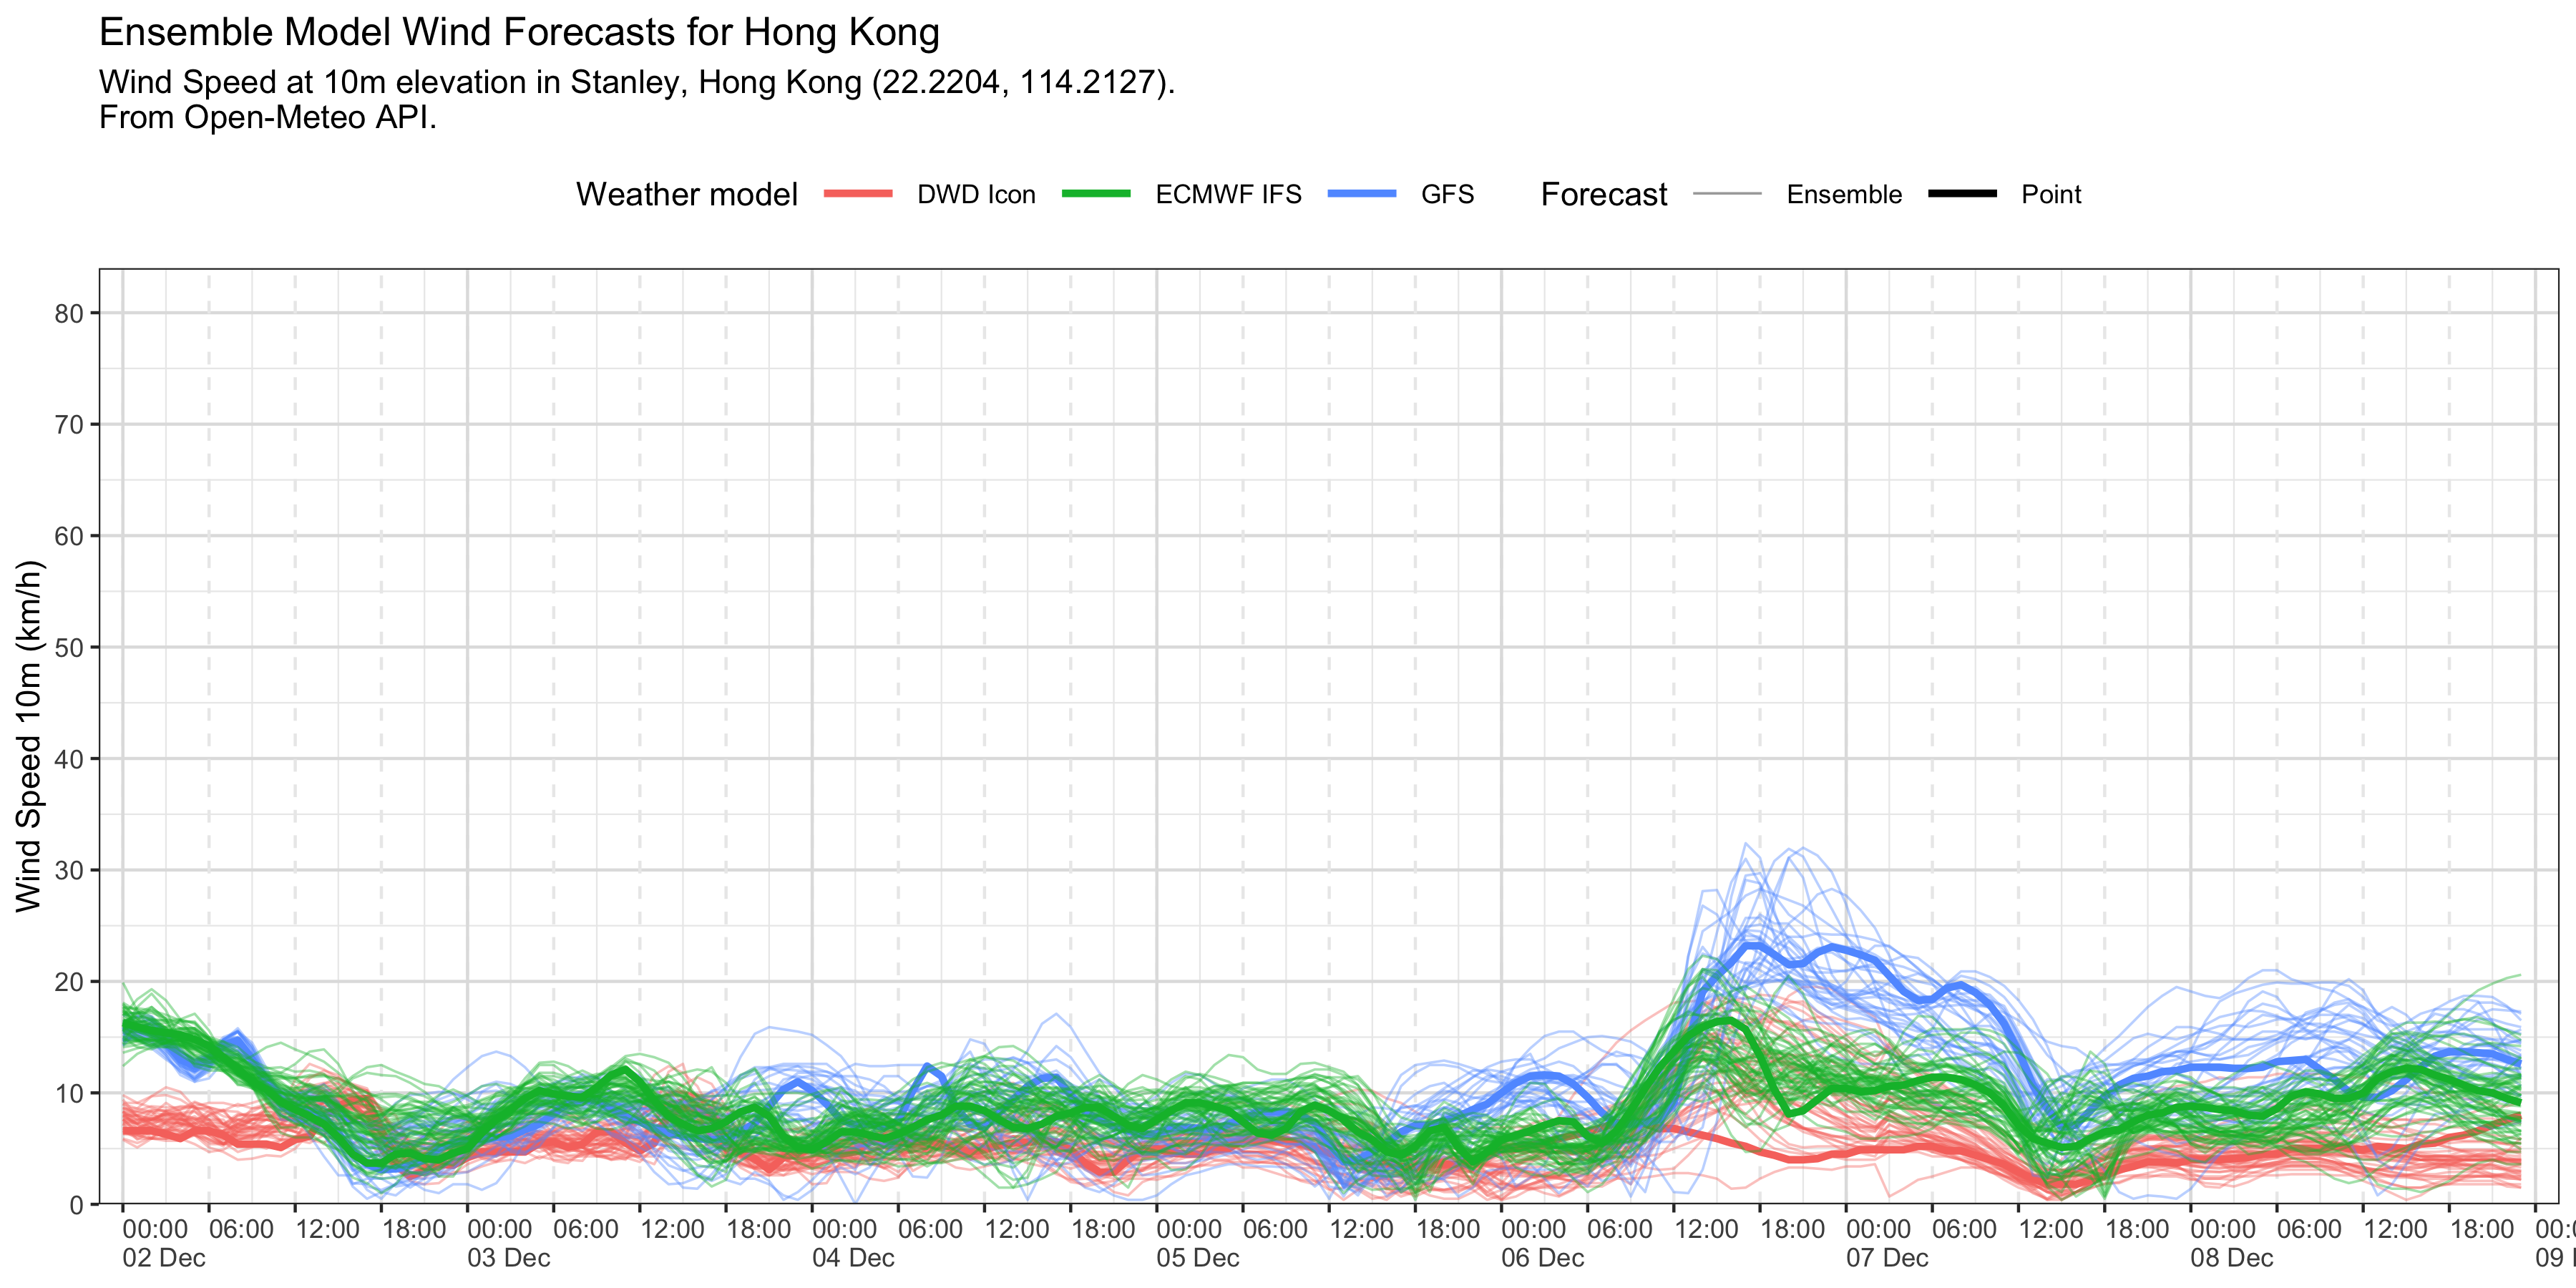 Ensemble Model Wind Forecasts for Hong Kong
Wind Speed at 10m elevation in Stanley, Hong Kong (22.2204, 114.2127).
From Open-Meteo API.
Weather model DWD Icon ECMWF IFS GFS Forecast Ensemble Point
Wind Speed 10m (km/h)
80
70
60
50
40
30
20
10
0
00:00 06:00 12:00 18:00 00:00 06:00 12:00 18:00 00:00 06:00 12:00 18:00 00:00 06:00 12:00 18:00 00:00 06:00 12:00 18:00 00:00 06:00 12:00 18:00 00:00 06:00 12:00 18:00 00:0
02 Dec 03 Dec 04 Dec 05 Dec 06 Dec 07 Dec 08 Dec 09